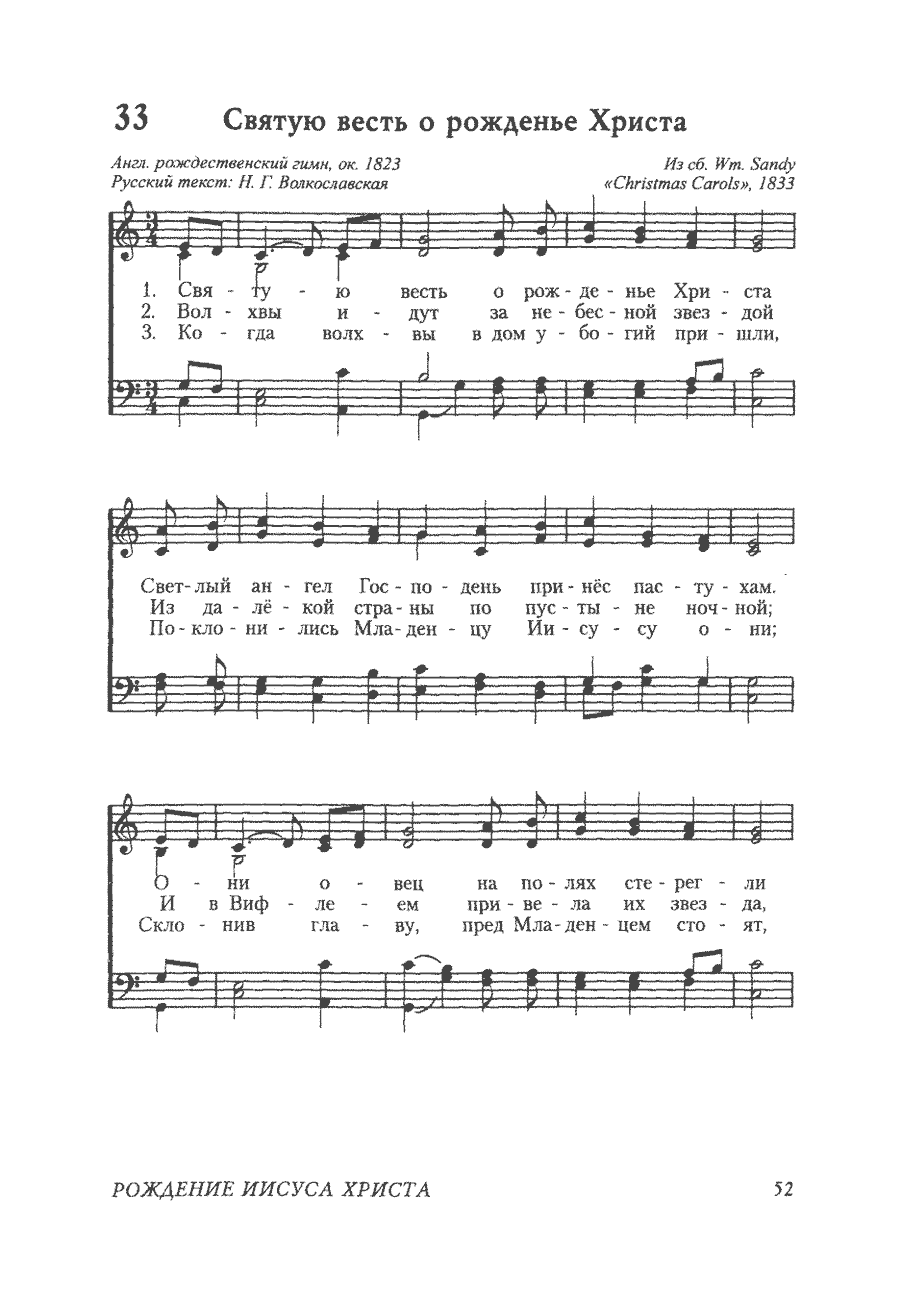 33 Святую весть о рожденье Христа
Англ. рождественский гимн, ок. 1823 Из сб. Wm. Sandy
Русский текст: Н. Г. Волкославская «Christmas Carols», 1833
3
4
1. Свя - ту - ю весть о рож - де - нье Хри - ста
2. Вол - хвы и - дут за не - бес - ной звез - дой
3. Ко - гда волх - вы в дом у - бо - гий при - шли,
3
4
Свет - лый ан - гел Гос - по - день при - нёс пас - ту - хам.
Из да - лё - кой стра - ны по пус - ты - не ноч - ной;
По - кло - ни - лись Мла - ден - цу Ии - су - су о - ни;
О - ни о - вец на по - лях сте - рег - ли
И в Виф - ле - ем при - ве - ла их звез - да,
Скло - нив гла - ву, пред Мла - ден - цем сто - ят,
РОЖДЕНИЕ ИИСУСА ХРИСТА 52